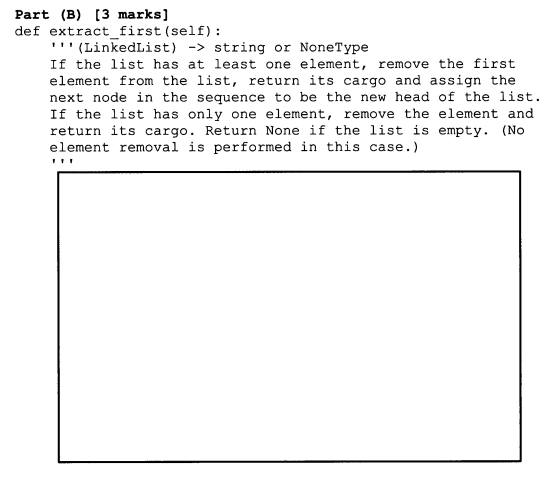 Part (B) [3 marks]
def extract_first(self):
'''(LinkedList) -> string or NoneType
If the list has at least one element, remove the first
element from the list, return its cargo and assign the
next node in the sequence to be the new head of the list.
If the list has only one element, remove the element and
return its cargo. Return None if the list is empty. (No
element removal is performed in this case.)
'''